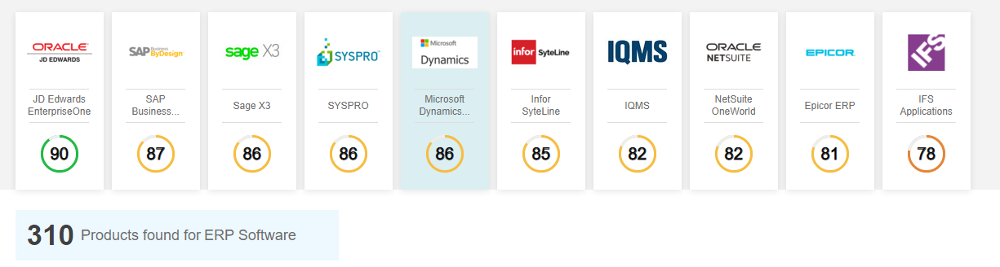 ORACLE
JD EDWARDS
JD Edwards
EnterpriseOne
90
SAP Business
ByDesign
SAP
Business...
87
sage X3
Sage X3
86
SYSPRO
SYSPRO
86
Microsoft
Dynamics
Microsoft
Dynamics...
86
infor SyteLine
Infor
SyteLine
85
IQMS
IQMS
82
ORACLE
NETSUITE
NetSuite
OneWorld
82
EPICOR
Epicor ERP
81
IFS
IFS
Applications
78
310 Products found for ERP Software